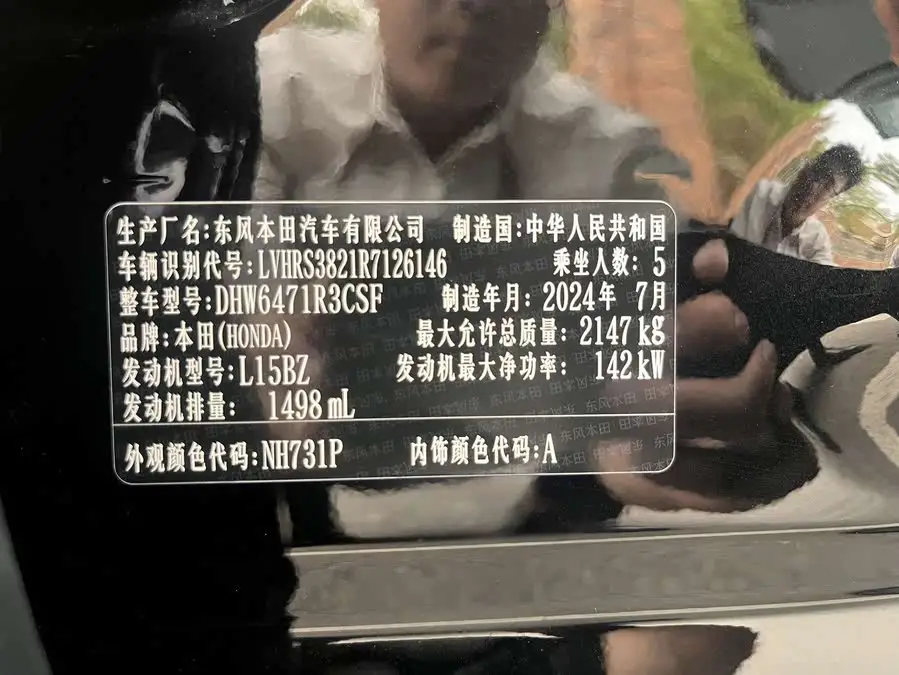 生产厂名:东风本田汽车有限公司 制造国:中华人民共和国
车辆识别代号:LVHRS3821R7126146 乘坐人数:5
整车型号:DHW6471R3CSF 制造年月:2024年 7月
品牌:本田(HONDA) 最大允许总质量:2147kg
发动机型号:L15BZ 发动机最大净功率:142kW
发动机排量:1498mL
外观颜色代码:NH731P 内饰颜色代码:A